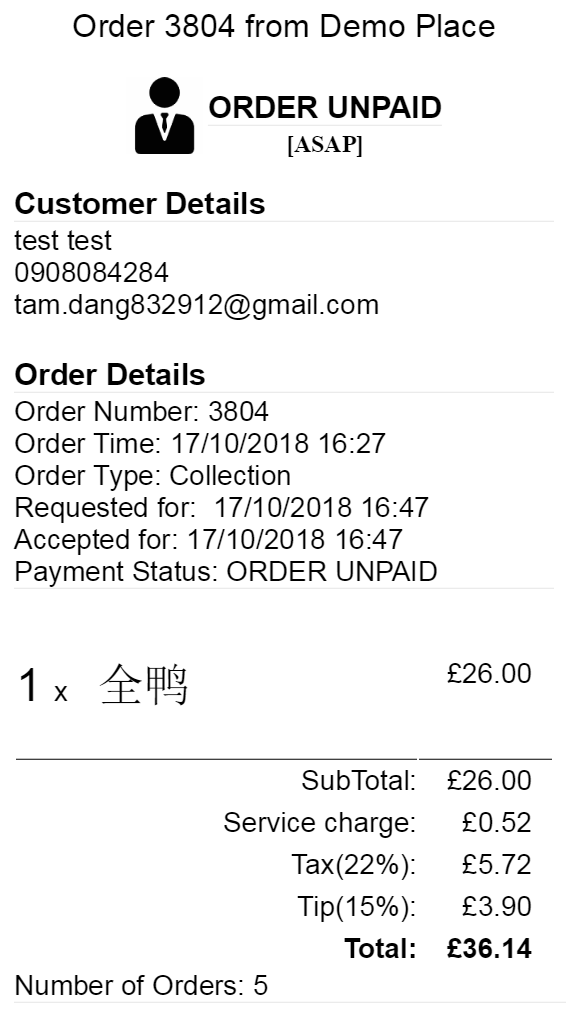 Order 3804 from Demo Place
ORDER UNPAID
[ASAP]
Customer Details
test test
0908084284
tam.dang832912@gmail.com
Order Details
Order Number: 3804
Order Time: 17/10/2018 16:27
Order Type: Collection
Requested for:  17/10/2018 16:47
Accepted for: 17/10/2018 16:47
Payment Status: ORDER UNPAID
1 x 全鸭 £26.00
SubTotal: £26.00
Service charge: £0.52
Tax(22%): £5.72
Tip(15%): £3.90
Total: £36.14
Number of Orders: 5